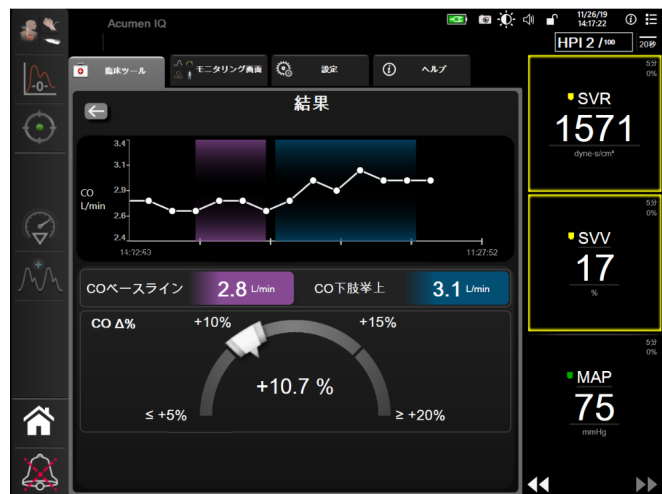 Acumen IQ
11/26/19
14:17:22
HPI 2 /100
20秒
臨床ツール
モニタリング画面
設定
ヘルプ
結果
3.4
3.1
2.9
2.6
2.4
CO
L/min
14:?2:53
11:27:52
COベースライン 2.8 L/min CO下肢挙上 3.1 L/min
CO Δ%
+10%
+15%
+10.7 %
≤ +5%
≥ +20%
5分
0%
SVR
1571
dyne-s/cm⁵
5分
0%
SVV
17
%
5分
0%
MAP
75
mmHg
-0-